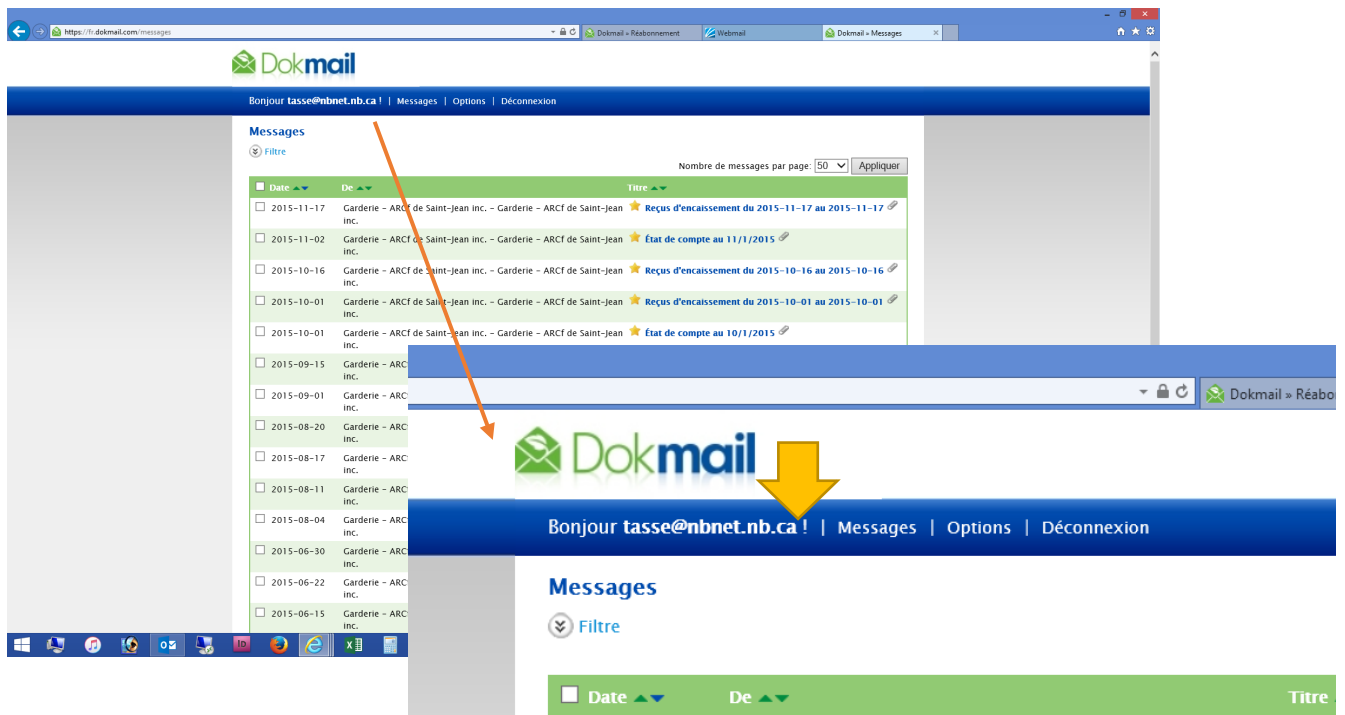 https://fr.dokmail.com/messages
Dokmail » Réabonnement
Webmail
Dokmail » Messages
Dokmail
Bonjour tasse@nbnet.nb.ca ! | Messages | Options | Déconnexion
Messages
Filtre
Nombre de messages par page: 50 Appliquer
Date De Titre
2015-11-17 Garderie - ARCf de Saint-Jean inc. - Garderie - ARCf de Saint-Jean Reçus d'encaissement du 2015-11-17 au 2015-11-17
inc.
2015-11-02 Garderie - ARCf de Saint-Jean inc. - Garderie - ARCf de Saint-Jean État de compte au 11/1/2015
inc.
2015-10-16 Garderie - ARCf de Saint-Jean inc. - Garderie - ARCf de Saint-Jean Reçus d'encaissement du 2015-10-16 au 2015-10-16
inc.
2015-10-01 Garderie - ARCf de Saint-Jean inc. - Garderie - ARCf de Saint-Jean Reçus d'encaissement du 2015-10-01 au 2015-10-01
inc.
2015-10-01 Garderie - ARCf de Saint-Jean inc. - Garderie - ARCf de Saint-Jean État de compte au 10/1/2015
inc.
2015-09-15 Garderie - ARC
inc.
2015-09-01 Garderie - ARC
inc.
2015-08-20 Garderie - ARC
inc.
2015-08-17 Garderie - ARC
inc.
2015-08-11 Garderie - ARC
inc.
2015-08-04 Garderie - ARC
inc.
2015-06-30 Garderie - ARC
inc.
2015-06-22 Garderie - ARC
inc.
2015-06-15 Garderie - ARC
inc.
Dokmail » Réabo
Dokmail
Bonjour tasse@nbnet.nb.ca ! | Messages | Options | Déconnexion
Messages
Filtre
Date De Titre